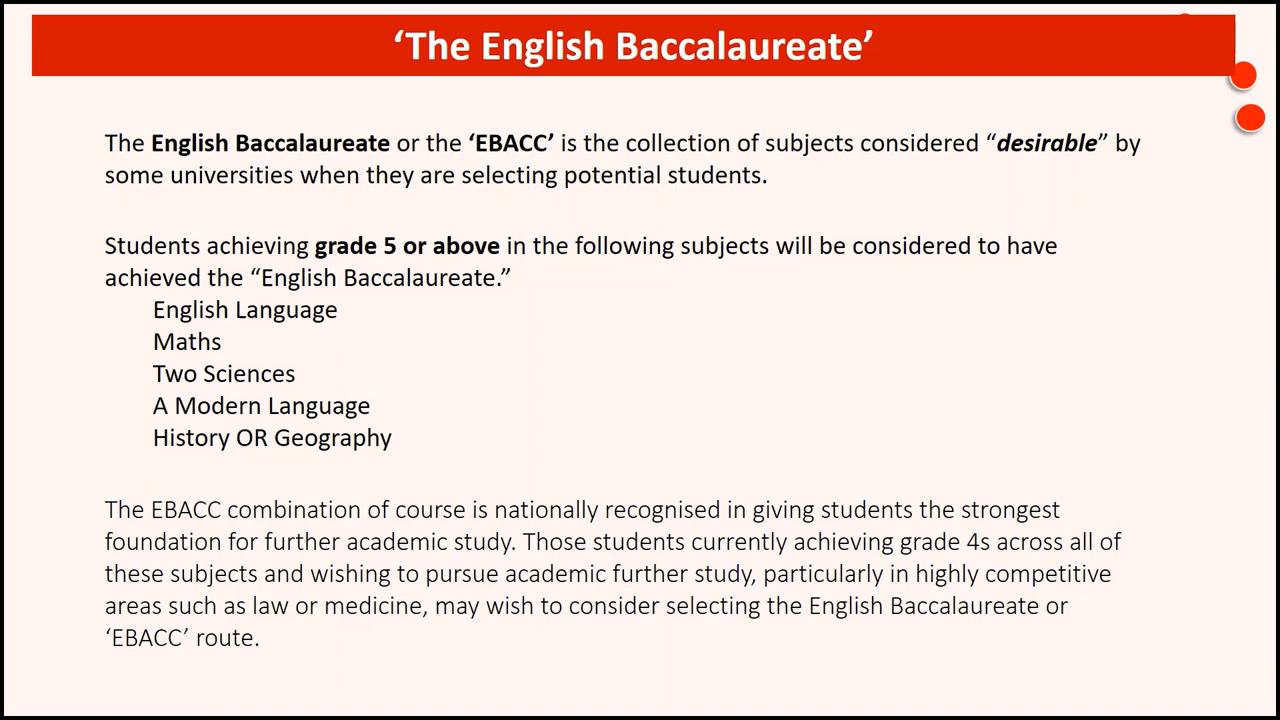 ‘The English Baccalaureate’
The English Baccalaureate or the ‘EBACC’ is the collection of subjects considered “desirable” by
some universities when they are selecting potential students.
Students achieving grade 5 or above in the following subjects will be considered to have
achieved the “English Baccalaureate.”
English Language
Maths
Two Sciences
A Modern Language
History OR Geography
The EBACC combination of course is nationally recognised in giving students the strongest
foundation for further academic study. Those students currently achieving grade 4s across all of
these subjects and wishing to pursue academic further study, particularly in highly competitive
areas such as law or medicine, may wish to consider selecting the English Baccalaureate or
‘EBACC’ route.